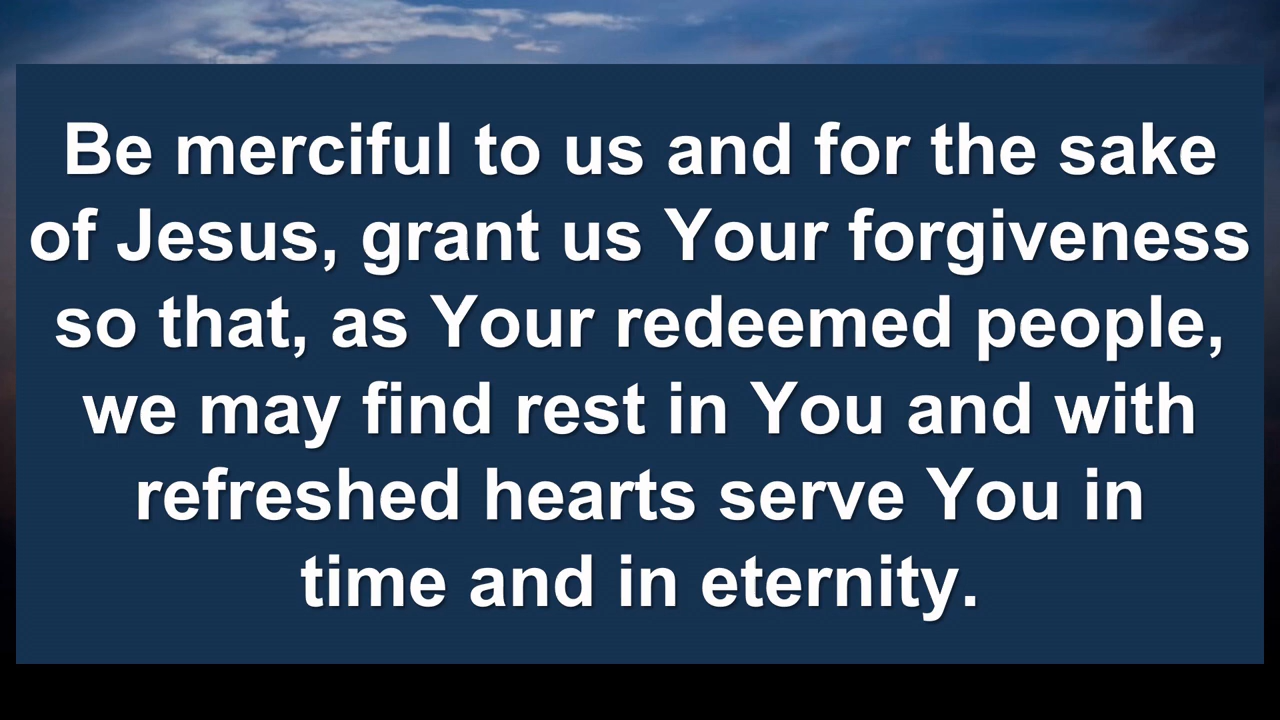 Be merciful to us and for the sake
of Jesus, grant us Your forgiveness
so that, as Your redeemed people,
we may find rest in You and with
refreshed hearts serve You in
time and in eternity.